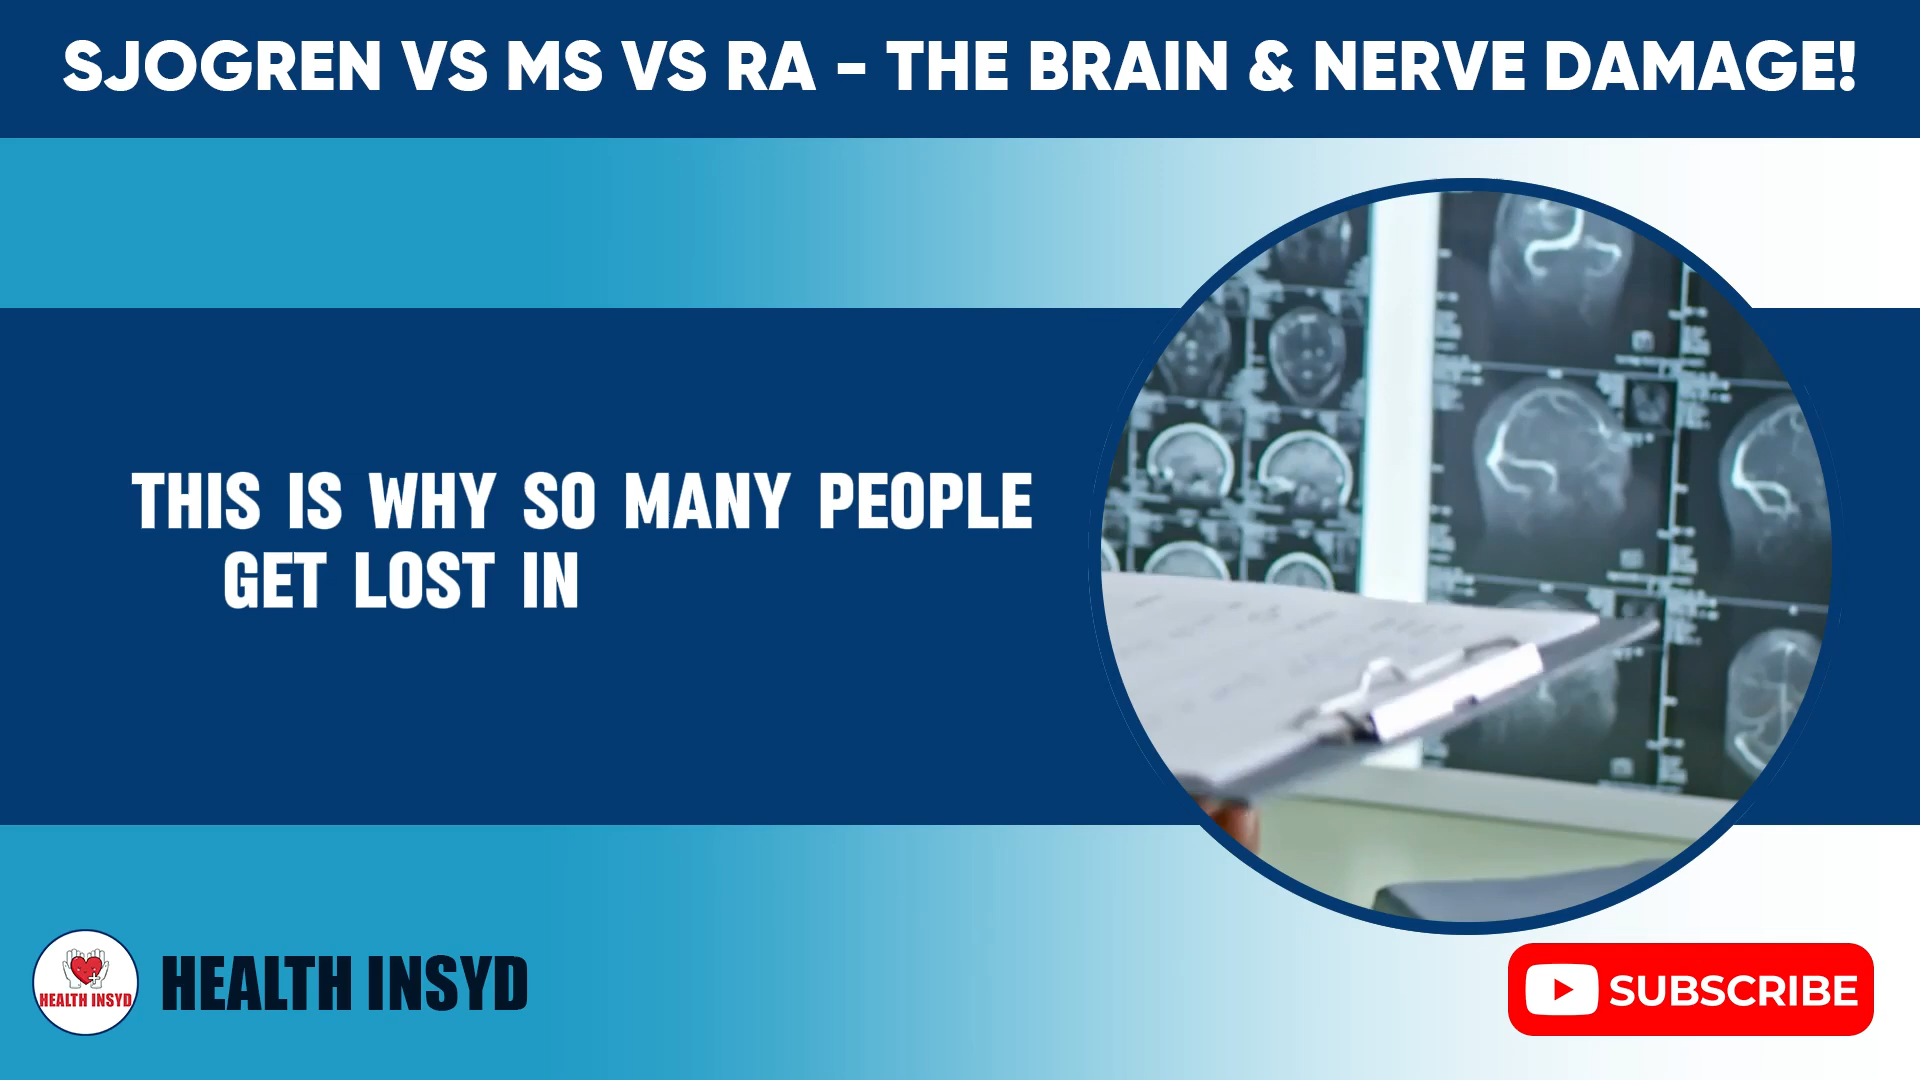 SJOGREN VS MS VS RA – THE BRAIN & NERVE DAMAGE!
THIS IS WHY SO MANY PEOPLE
GET LOST IN
HEALTH INSYD
HEALTH INSYD
SUBSCRIBE